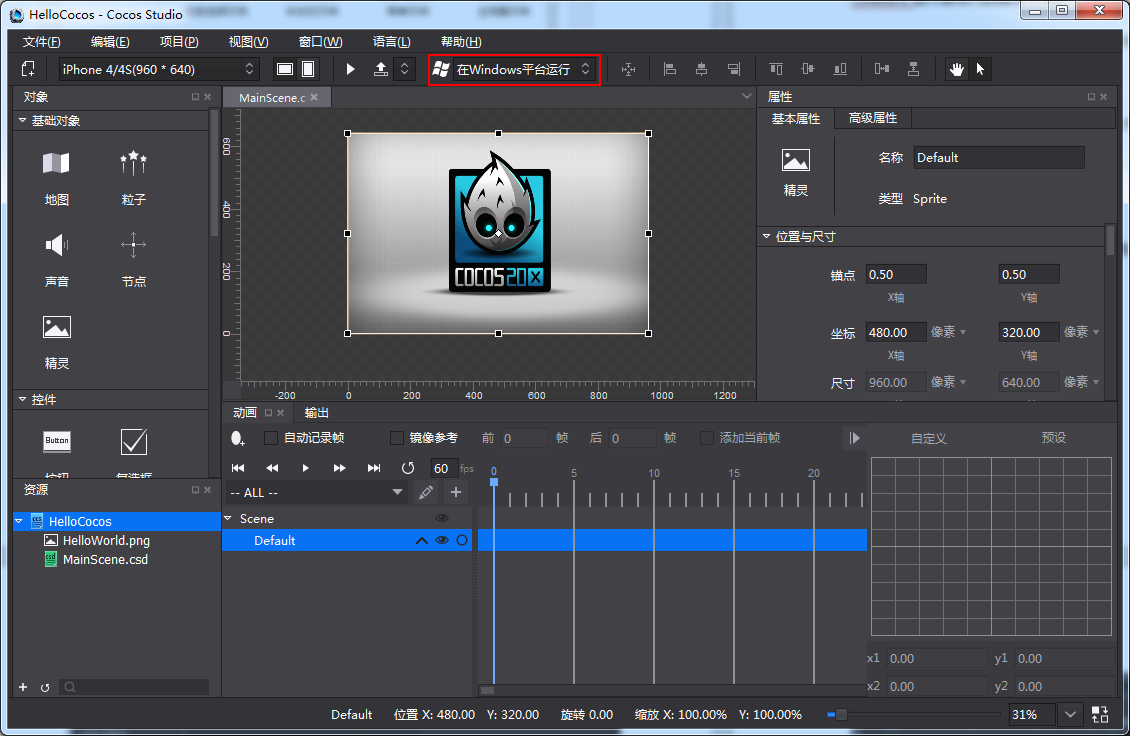 HelloCocos - Cocos Studio
文件(F) 编辑(E) 项目(P) 视图(V) 窗口(W) 语言(L) 帮助(H)
iPhone 4/4S(960 * 640) 在Windows平台运行
对象
基础对象
地图 粒子
声音 节点
精灵
控件
Button
按钮 复选框
MainScene.c
600
400
200
0
-200 0 200 400 600 800 1000 1200
COCOS2DX
属性
基本属性 高级属性
精灵
名称 Default
类型 Sprite
位置与尺寸
锚点 0.50 0.50
X轴 Y轴
坐标 480.00 像素 320.00 像素
X轴 Y轴
尺寸 960.00 像素 640.00 像素
资源
HelloCocos
HelloWorld.png
MainScene.csd
动画 输出
自动记录帧 镜像参考 前 0 帧 后 0 帧 添加当前帧
60 fps
0 5 10 15 20
-- ALL --
Scene
Default
自定义 预设
x1 0.00 y1 0.00
x2 0.00 y2 0.00
Default 位置 X: 480.00 Y: 320.00 旋转 0.00 缩放 X: 100.00% Y: 100.00% 31%